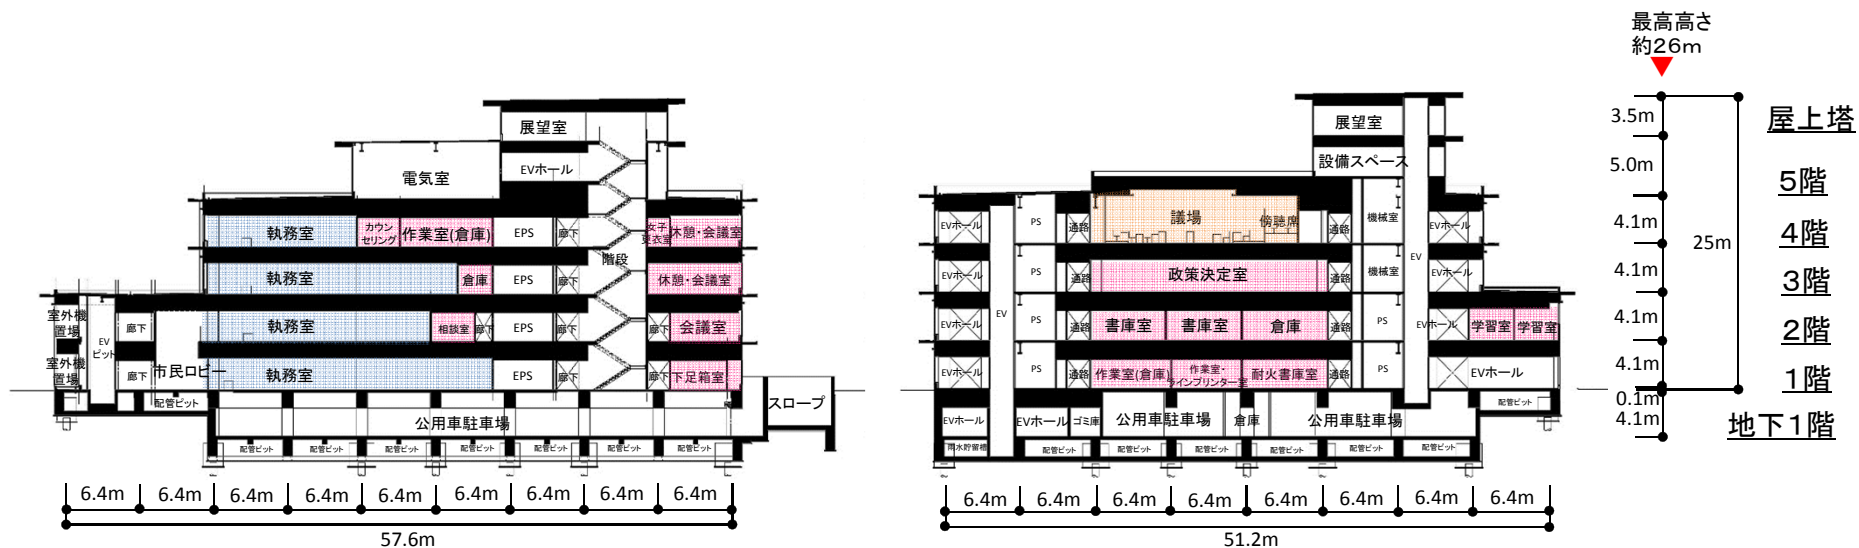 最高高さ
約26m
展望室
EVホール
電気室
執務室
カウン
セリング
作業室(倉庫)
EPS
廊下
女子
更衣室
休憩・会議室
階段
執務室
倉庫
EPS
廊下
休憩・会議室
室外機
置場
EV
ピット
廊下
執務室
相談室
廊下
EPS
廊下
廊下
会議室
室外機
置場
廊下
市民ロビー
執務室
EPS
廊下
廊下
下足箱室
配管ピット
公用車駐車場
スロープ
配管ピット
配管ピット
配管ピット
配管ピット
配管ピット
配管ピット
配管ピット
6.4m
6.4m
6.4m
6.4m
6.4m
6.4m
6.4m
6.4m
6.4m
57.6m
展望室
設備スペース
EVホール
PS
通路
議場
傍聴席
通路
機械室
EV
EVホール
EVホール
PS
通路
政策決定室
通路
機械室
EVホール
EVホール
EV
PS
通路
書庫室
書庫室
倉庫
通路
PS
EVホール
学習室
学習室
EVホール
PS
通路
作業室(倉庫)
作業室・
ラインプリンター室
耐火書庫室
通路
PS
EVホール
EVホール
EVホール
ゴミ庫
公用車駐車場
倉庫
公用車駐車場
配管ピット
雨水貯留槽
配管ピット
配管ピット
配管ピット
配管ピット
配管ピット
配管ピット
6.4m
6.4m
6.4m
6.4m
6.4m
6.4m
6.4m
6.4m
51.2m
3.5m
屋上塔
5.0m
5階
4.1m
4階
25m
4.1m
3階
4.1m
2階
4.1m
1階
0.1m
4.1m
地下1階